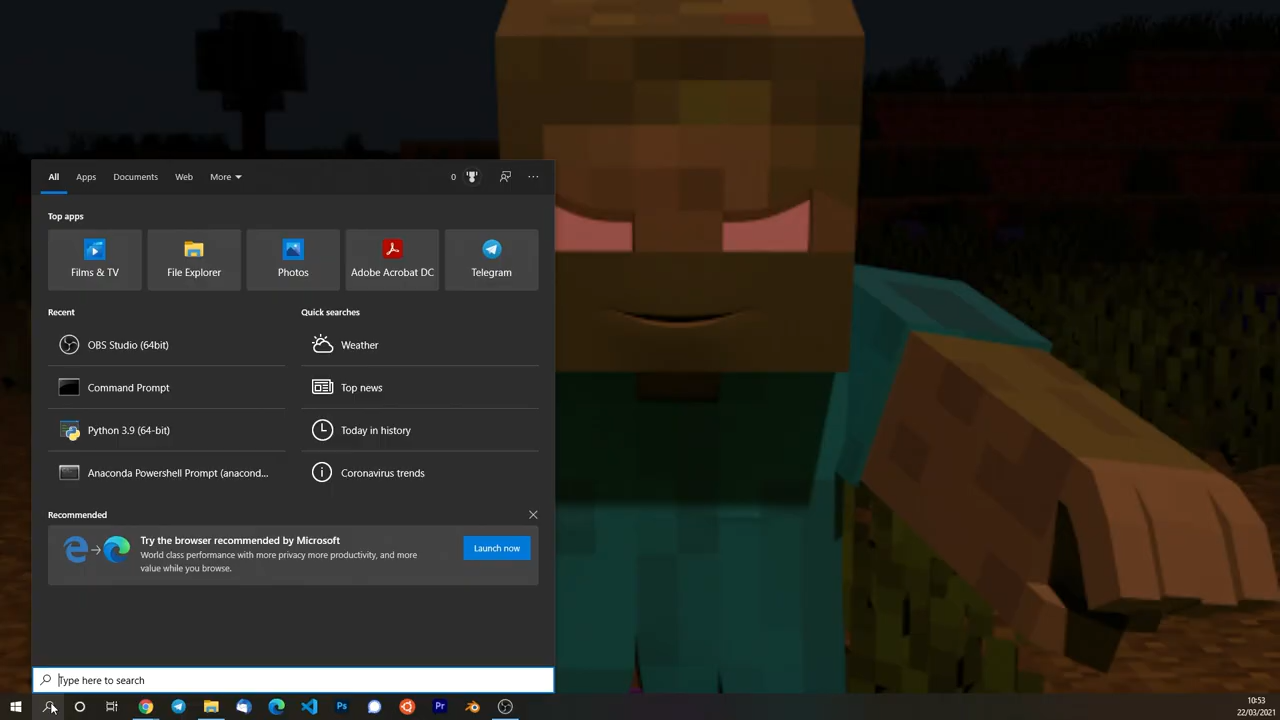 All Apps Documents Web More 0 ...
Top apps
Films & TV File Explorer Photos Adobe Acrobat DC Telegram
Recent Quick searches
OBS Studio (64bit) Weather
Command Prompt Top news
Python 3.9 (64-bit) Today in history
Anaconda Powershell Prompt (anacond... Coronavirus trends
Recommended
Try the browser recommended by Microsoft
World class performance with more privacy more productivity, and more
value while you browse.
Launch now
Type here to search
Ps Pr
10:53
22/03/2021